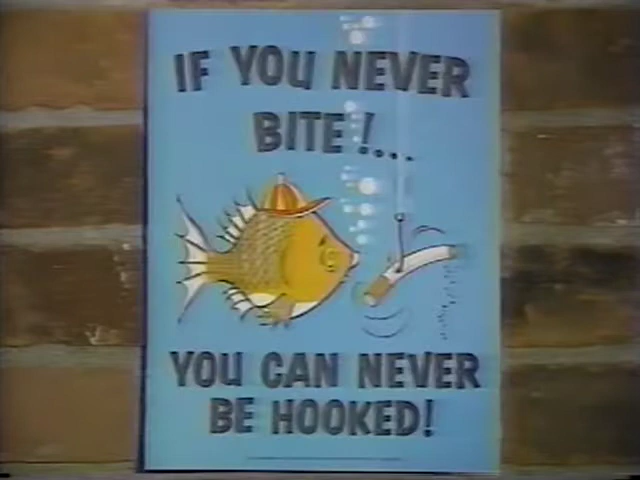 IF YOU NEVER
BITE!...
YOU CAN NEVER
BE HOOKED!